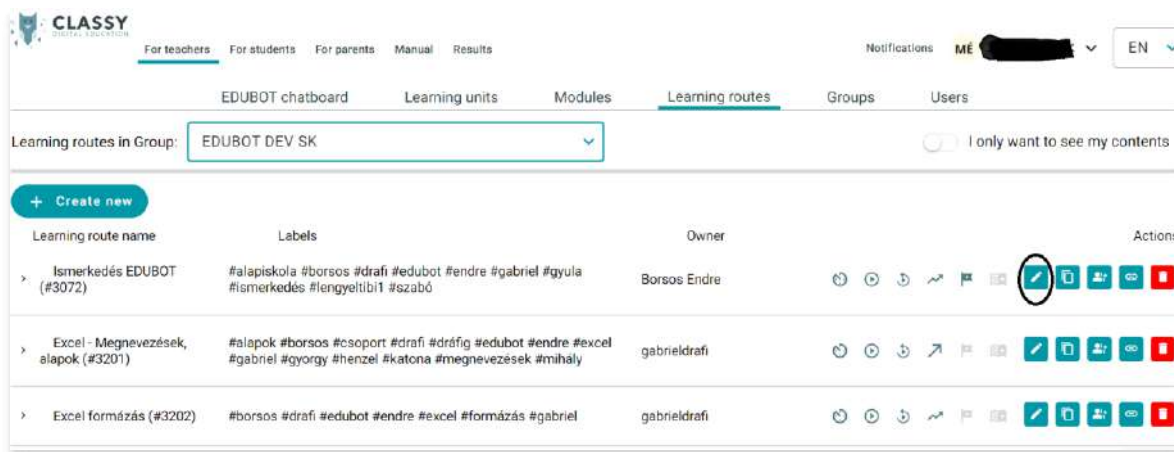 CLASSY
DIGITAL EDUCATION
For teachers For students For parents Manual Results
Notifications MÉ EN
EDUBOT chatboard Learning units Modules Learning routes Groups Users
Learning routes in Group: EDUBOT DEV SK I only want to see my contents
+ Create new
Learning route name Labels Owner Actions
Ismerkedés EDUBOT (#3072)
#alapiskola #borsos #drafi #edubot #endre #gabriel #gyula
#ismerkedés #lengyeltibi1 #szabó
Borsos Endre
Excel - Megnevezések,
alapok (#3201)
#alapok #borsos #csoport #drafi #dráfig #edubot #endre #excel
#gabriel #gyorgy #henzel #katona #megnevezések #mihály
gabrieldrafi
Excel formázás (#3202) #borsos #drafi #edubot #endre #excel #formázás #gabriel gabrieldrafi